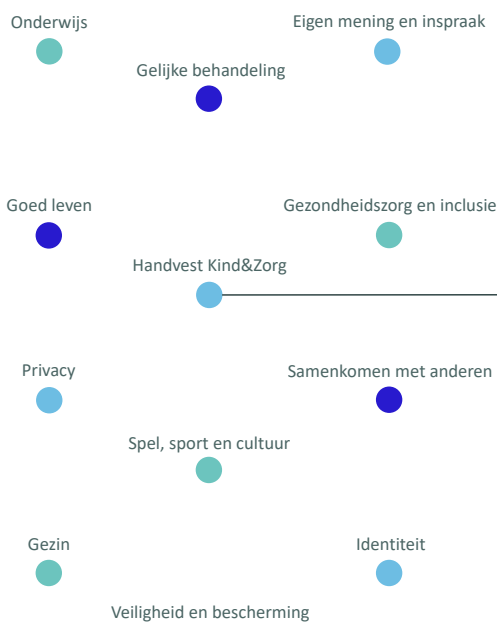 Onderwijs
Eigen mening en inspraak
Gelijke behandeling
Goed leven
Gezondheidszorg en inclusie
Handvest Kind&Zorg
Privacy
Samenkomen met anderen
Spel, sport en cultuur
Gezin
Identiteit
Veiligheid en bescherming